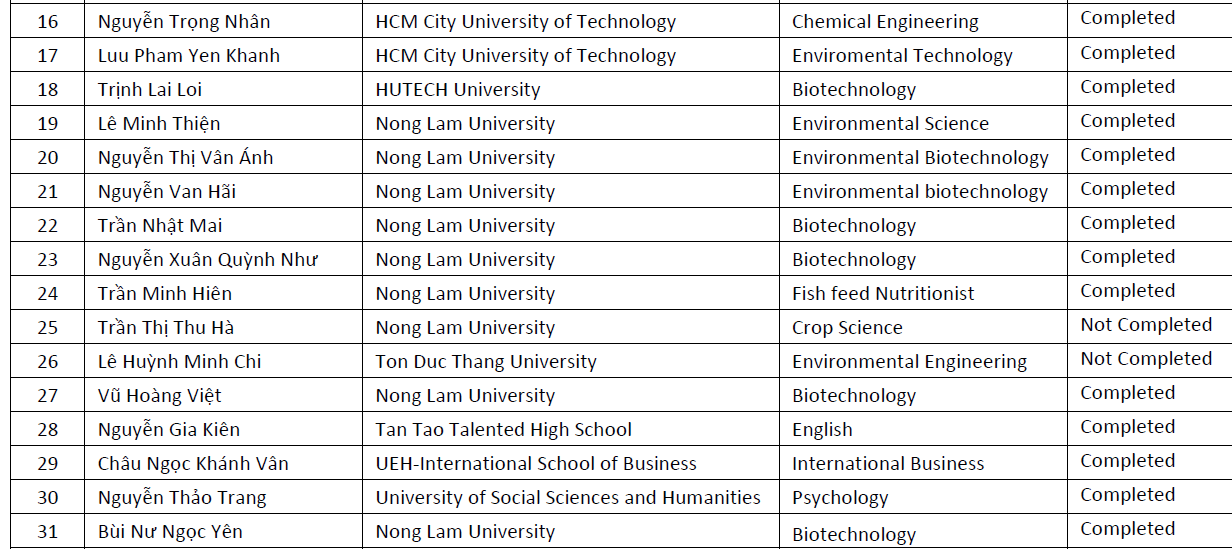 16 Nguyễn Trọng Nhân HCM City University of Technology Chemical Engineering Completed
17 Luu Pham Yen Khanh HCM City University of Technology Enviromental Technology Completed
18 Trịnh Lai Loi HUTECH University Biotechnology Completed
19 Lê Minh Thiện Nong Lam University Environmental Science Completed
20 Nguyễn Thị Vân Ánh Nong Lam University Environmental Biotechnology Completed
21 Nguyễn Van Hãi Nong Lam University Environmental biotechnology Completed
22 Trần Nhật Mai Nong Lam University Biotechnology Completed
23 Nguyễn Xuân Quỳnh Như Nong Lam University Biotechnology Completed
24 Trần Minh Hiên Nong Lam University Fish feed Nutritionist Completed
25 Trần Thị Thu Hà Nong Lam University Crop Science Not Completed
26 Lê Huỳnh Minh Chi Ton Duc Thang University Environmental Engineering Not Completed
27 Vũ Hoàng Việt Nong Lam University Biotechnology Completed
28 Nguyễn Gia Kiên Tan Tao Talented High School English Completed
29 Châu Ngọc Khánh Vân UEH-International School of Business International Business Completed
30 Nguyễn Thảo Trang University of Social Sciences and Humanities Psychology Completed
31 Bùi Nư Ngọc Yên Nong Lam University Biotechnology Completed